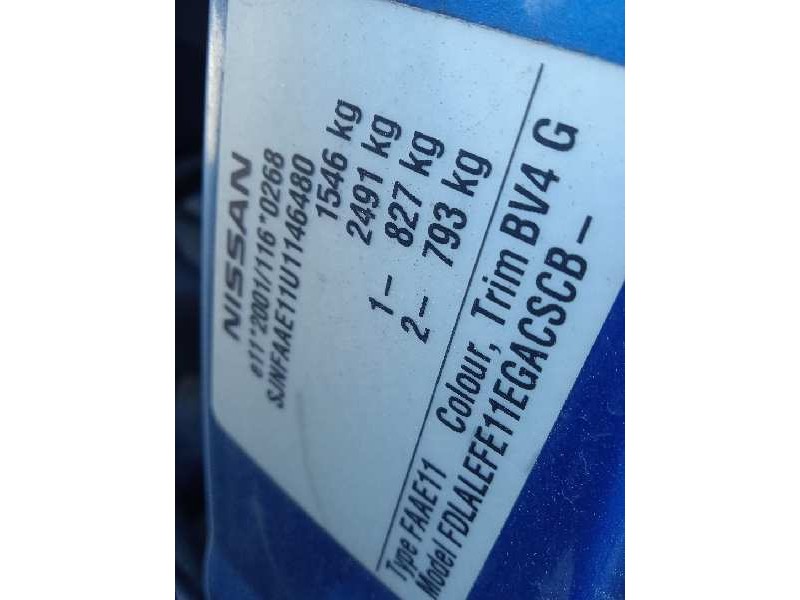 NISSAN
e11*2001/116*0268
SJNFAAE11U1146480
1546 kg
2491 kg
1– 827 kg
2– 793 kg
Type FAAE11 Colour, Trim BV4 G
Model FDLALEFE11EGACSCB–